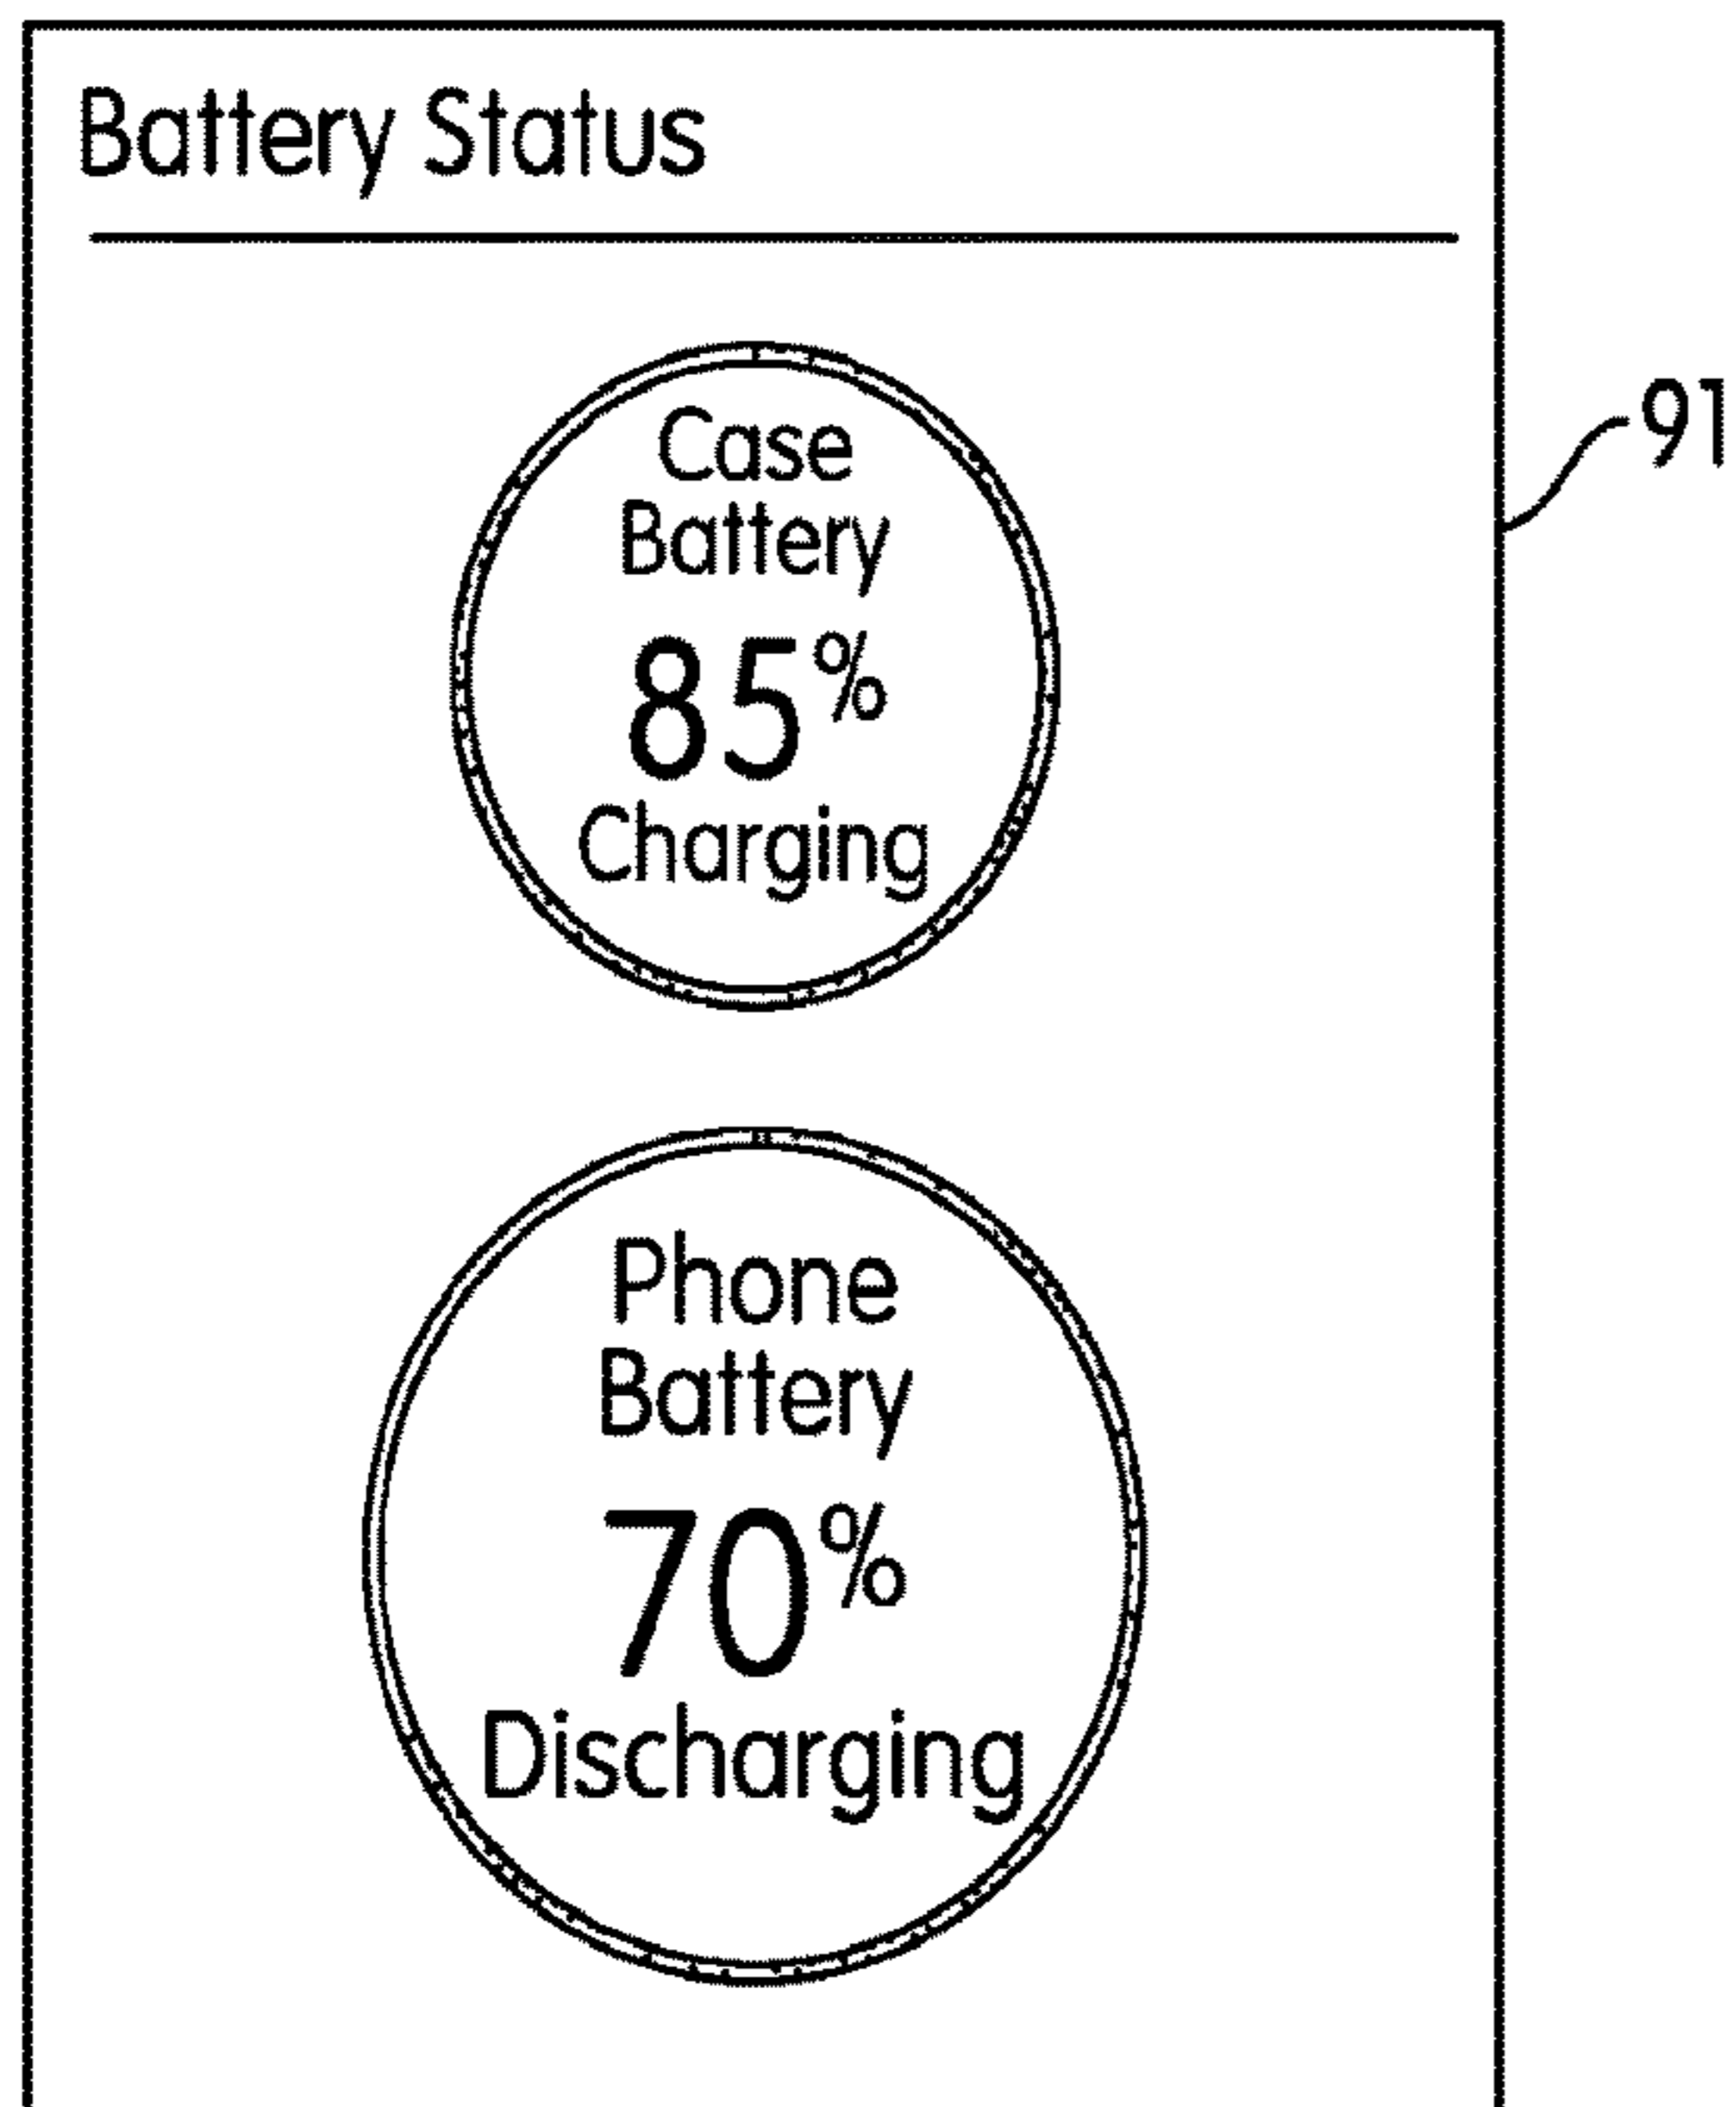 Battery Status
91
Case
Battery
85%
Charging
Phone
Battery
70%
Discharging